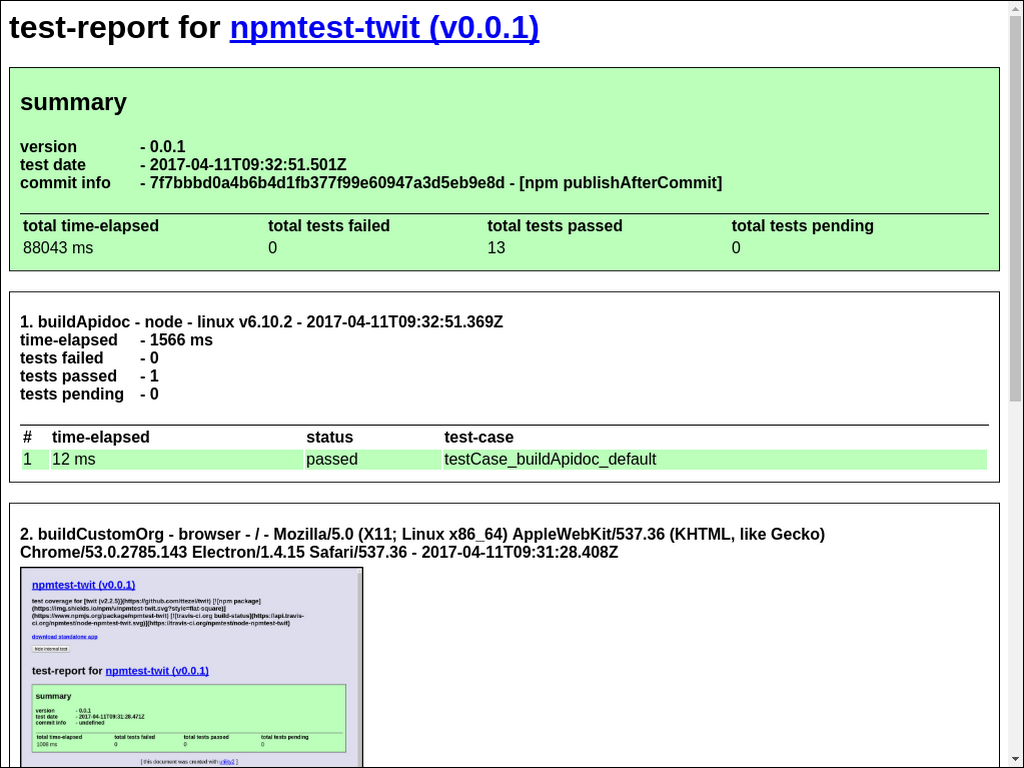 test-report for npmtest-twit (v0.0.1)
summary
version - 0.0.1
test date - 2017-04-11T09:32:51.501Z
commit info - 7f7bbbd0a4b6b4d1fb377f99e60947a3d5eb9e8d - [npm publishAfterCommit]
total time-elapsed total tests failed total tests passed total tests pending
88043 ms 0 13 0
1. buildApidoc - node - linux v6.10.2 - 2017-04-11T09:32:51.369Z
time-elapsed - 1566 ms
tests failed - 0
tests passed - 1
tests pending - 0
# time-elapsed status test-case
1 12 ms passed testCase_buildApidoc_default
2. buildCustomOrg - browser - / - Mozilla/5.0 (X11; Linux x86_64) AppleWebKit/537.36 (KHTML, like Gecko)
Chrome/53.0.2785.143 Electron/1.4.15 Safari/537.36 - 2017-04-11T09:31:28.408Z
npmtest-twit (v0.0.1)
test coverage for [twit (v2.2.5)](https://github.com/ttezel/twit) [![npm package]
(https://img.shields.io/npm/v/npmtest-twit.svg?style=flat-square)]
(https://www.npmjs.org/package/npmtest-twit) [![travis-ci.org build-status](https://api.travis-
ci.org/npmtest/node-npmtest-twit.svg)](https://travis-ci.org/npmtest/node-npmtest-twit)
download standalone app
hide internal test
test-report for npmtest-twit (v0.0.1)
summary
version - 0.0.1
test date - 2017-04-11T09:31:28.471Z
commit info - undefined
total time-elapsed total tests failed total tests passed total tests pending
1008 ms 0 0 0
[ this document was created with utility2 ]